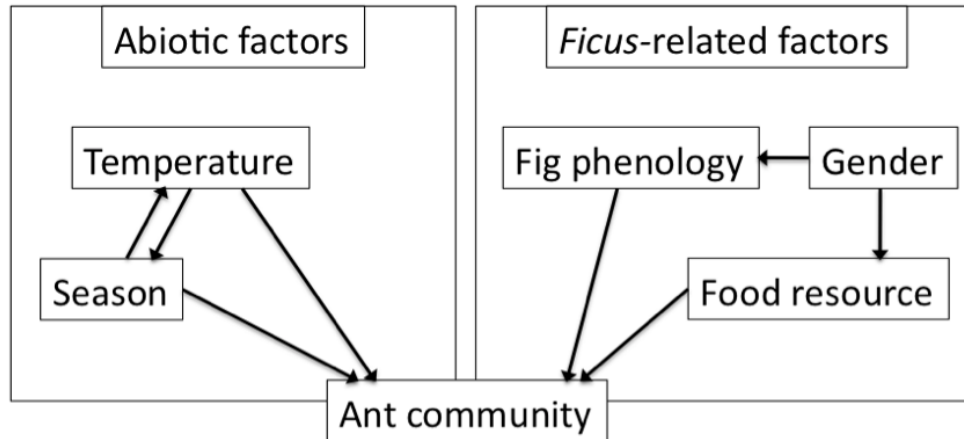 Abiotic factors
Ficus-related factors
Temperature
Fig phenology
Gender
Season
Food resource
Ant community